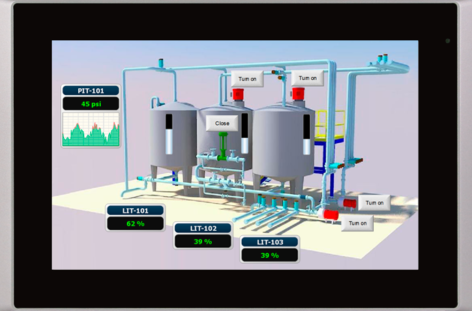 Turn on
Turn on
PIT-101
45 psi
Close
LIT-101
62 %
LIT-102
39 %
LIT-103
39 %
Turn on
Turn on